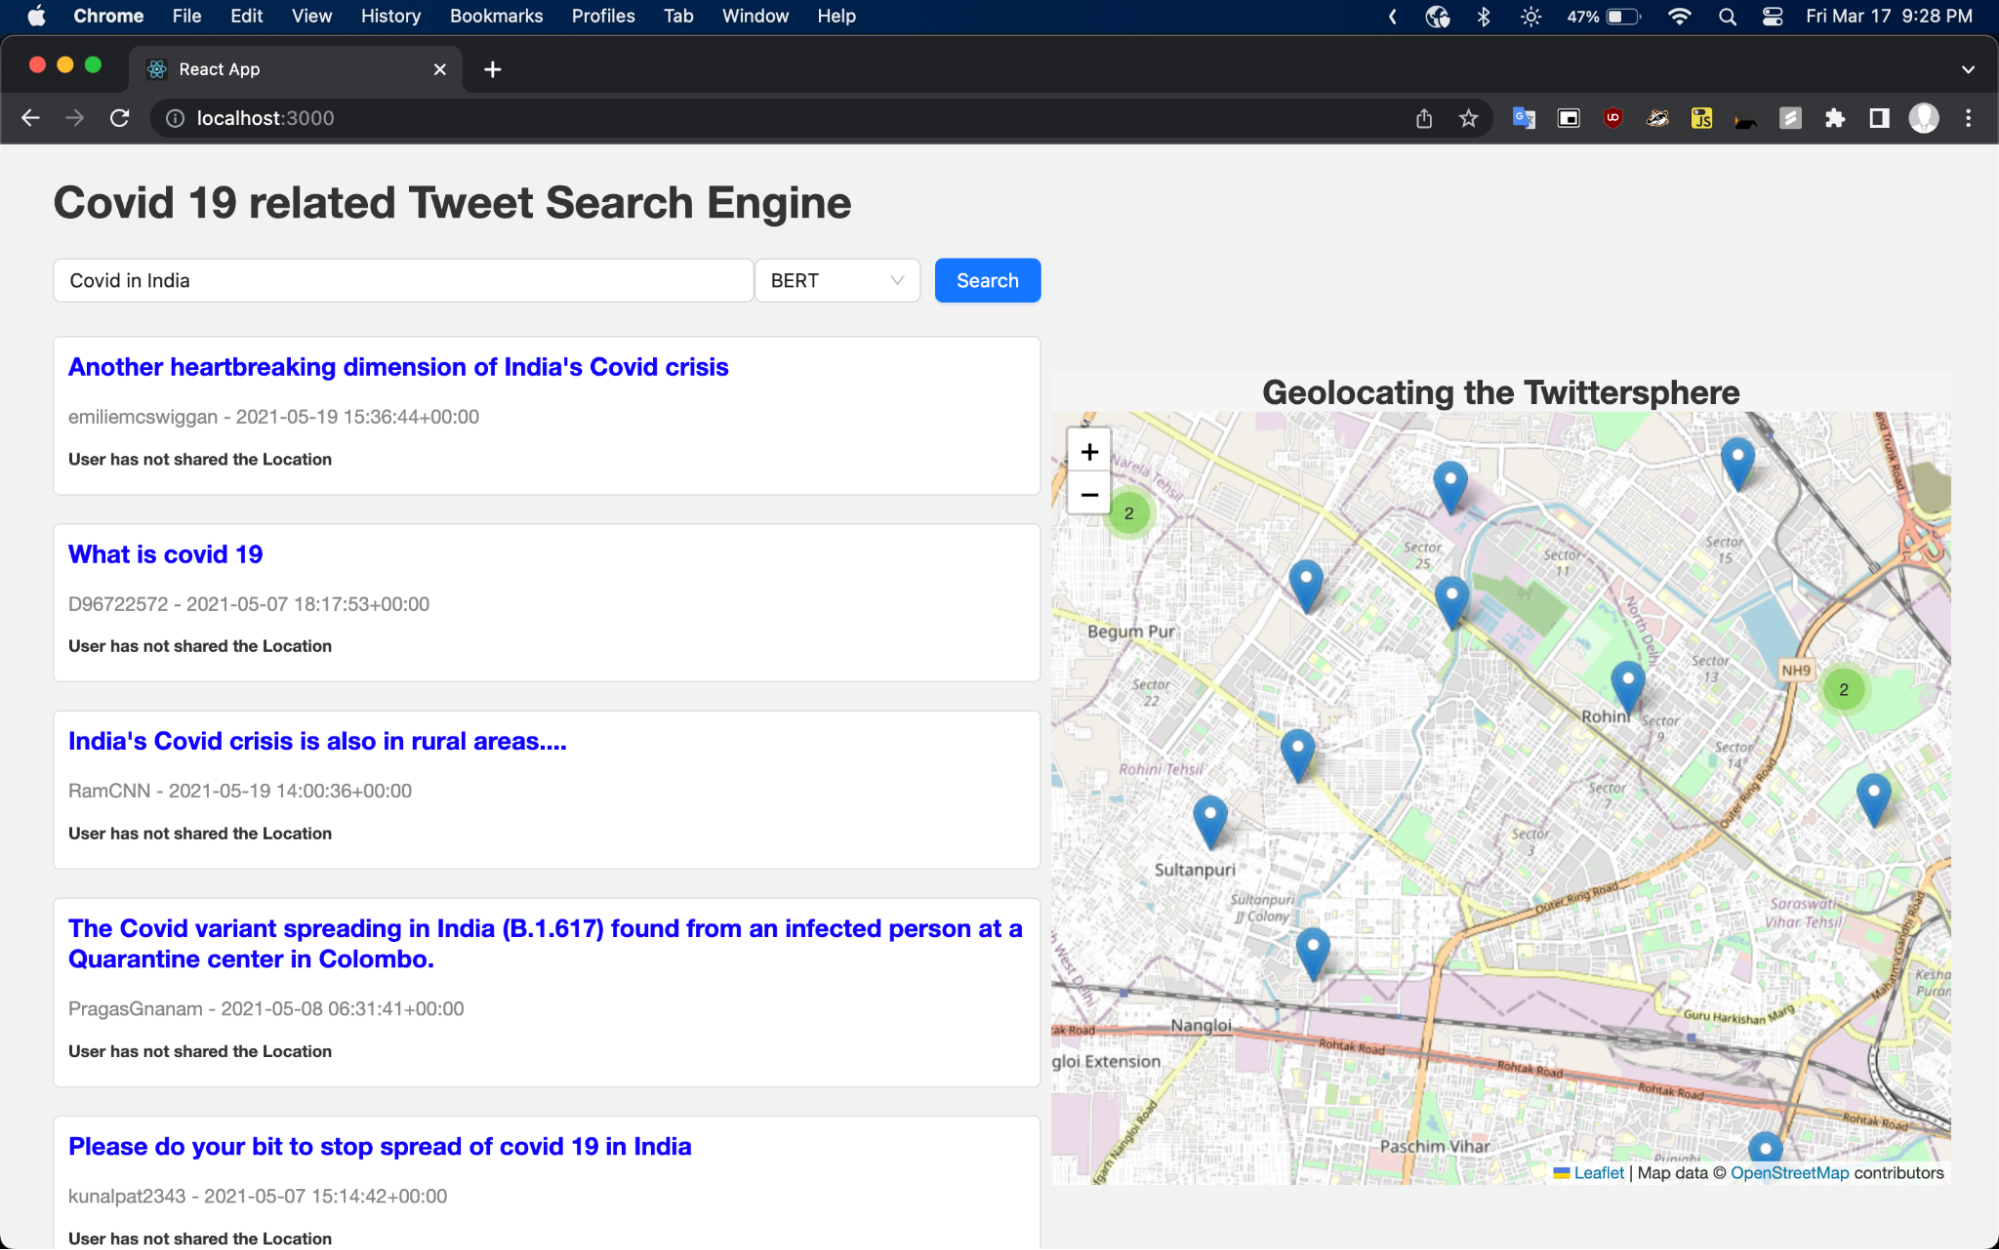 Chrome File Edit View History Bookmarks Profiles Tab Window Help 47% Fri Mar 17 9:28 PM
React App
localhost:3000
Covid 19 related Tweet Search Engine
Covid in India BERT Search
Another heartbreaking dimension of India's Covid crisis
emiliemcswiggan - 2021-05-19 15:36:44+00:00
User has not shared the Location
What is covid 19
D96722572 - 2021-05-07 18:17:53+00:00
User has not shared the Location
India's Covid crisis is also in rural areas....
RamCNN - 2021-05-19 14:00:36+00:00
User has not shared the Location
The Covid variant spreading in India (B.1.617) found from an infected person at a
Quarantine center in Colombo.
PragasGnanam - 2021-05-08 06:31:41+00:00
User has not shared the Location
Please do your bit to stop spread of covid 19 in India
kunalpat2343 - 2021-05-07 15:14:42+00:00
User has not shared the Location
Geolocating the Twittersphere
+
−
2
Narela Tehsil
and Trunk Road
Sector
25
Sector
11
Sector
15
Begum Pur
North Delhi
Sector
22
Sector
13
NH9
2
Rohini
Sector
9
Rohini Tehsil
Sector
14
Sector
7
Outer Ring Road
Sector
3
Sultanpuri
Sultanpuri
JJ Colony
Outer Ring Road
Saraswati
Vihar Tehsil
Mahatma Gandhi Road
h West Delhi
Kesha
Puran
Guru Harkishan Marg
Nangloi
tak Road
Rohtak Road
gloi Extension
Rohtak Road
Rohtak Road
Rohtak Road
Paschim Vihar
Punjabi
fgarh Nangloi Road
Leaflet | Map data © OpenStreetMap contributors